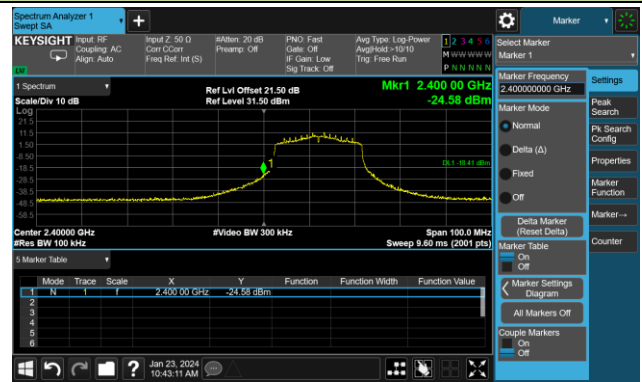 Spectrum Analyzer 1
Swept SA
+
Marker
KEYSIGHT
Input: RF
Coupling: AC
Align: Auto
Input Z: 50 Ω
Corr CCorr
Freq Ref: Int (S)
#Atten: 20 dB
Preamp: Off
PNO: Fast
Gate: Off
IF Gain: Low
Sig Track: Off
Avg Type: Log-Power
Avg|Hold:>10/10
Trig: Free Run
1 2 3 4 5 6
M W W W W W
P N N N N N
LW
Select Marker
Marker 1
1 Spectrum
Scale/Div 10 dB
Ref Lvl Offset 21.50 dB
Ref Level 31.50 dBm
Mkr1 2.400 00 GHz
-24.58 dBm
Log
21.5
11.5
1.50
-8.50
-18.5
-28.5
-38.5
-48.5
-58.5
1
DL1 -18.41 dBm
Center 2.40000 GHz
#Res BW 100 kHz
#Video BW 300 kHz
Span 100.0 MHz
Sweep 9.60 ms (2001 pts)
5 Marker Table
Mode Trace Scale X Y Function Function Width Function Value
1 N 1 f 2.400 00 GHz -24.58 dBm
2
3
4
5
6
Marker Frequency
2.400000000 GHz
Marker Mode
Normal
Delta (Δ)
Fixed
Off
Delta Marker
(Reset Delta)
Marker Table
On
Off
Marker Settings
Diagram
All Markers Off
Couple Markers
On
Off
Settings
Peak
Search
Pk Search
Config
Properties
Marker
Function
Marker→
Counter
?
Jan 23, 2024
10:43:11 AM